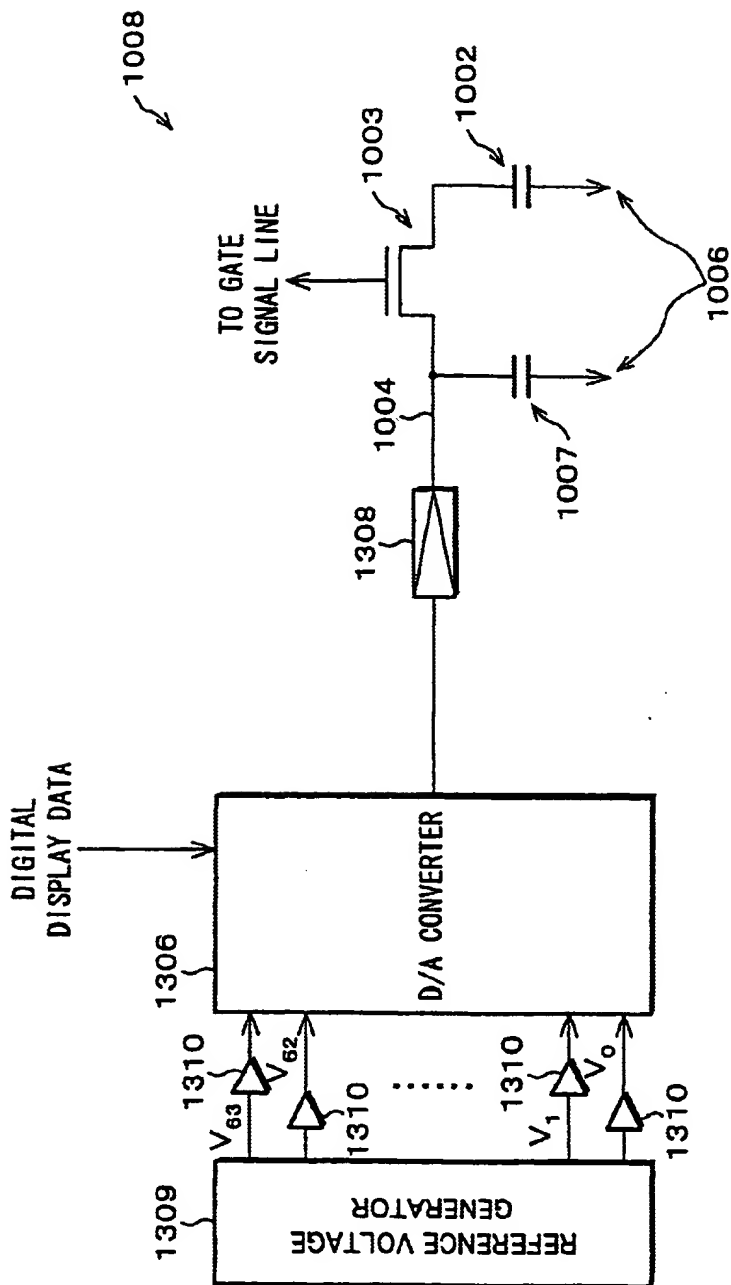 1008
TO GATE
SIGNAL LINE
1003
1002
1004
1006
1007
1308
DIGITAL
DISPLAY DATA
1306
D/A CONVERTER
1310
V63
V62
1310
......
1310
V1
V0
1310
1309
REFERENCE VOLTAGE
GENERATOR